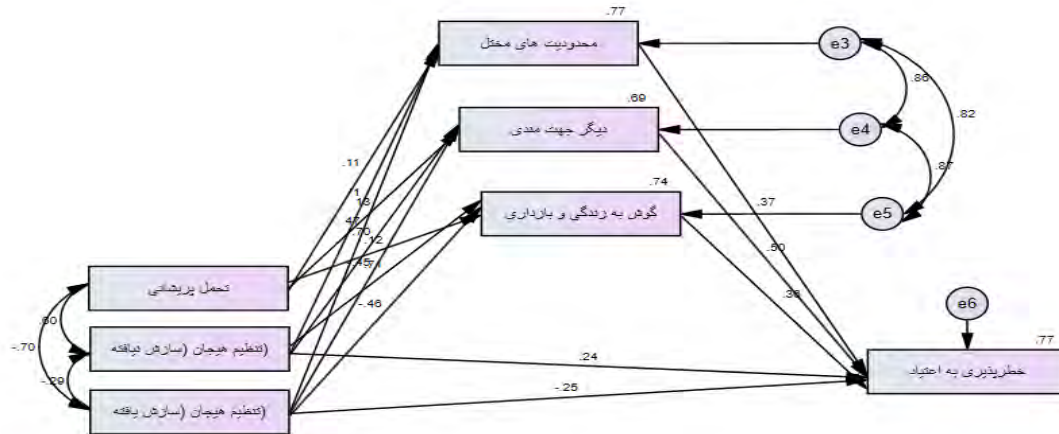 .77
محدودیت های مختل
e3
.86
.82
.69
دیگر جهت مندی
e4
.87
.11
.74
گوش به زندگی و بازداری
e5
.37
.50
.36
13
47
.70
.12
.45
-.46
تحمل پریشانی
.60
-.70
-.29
(تنظیم هیجان (سازش نیافته
.24
e6
.77
خطرپذیری به اعتیاد
-.25
(تنظیم هیجان (سازش یافته